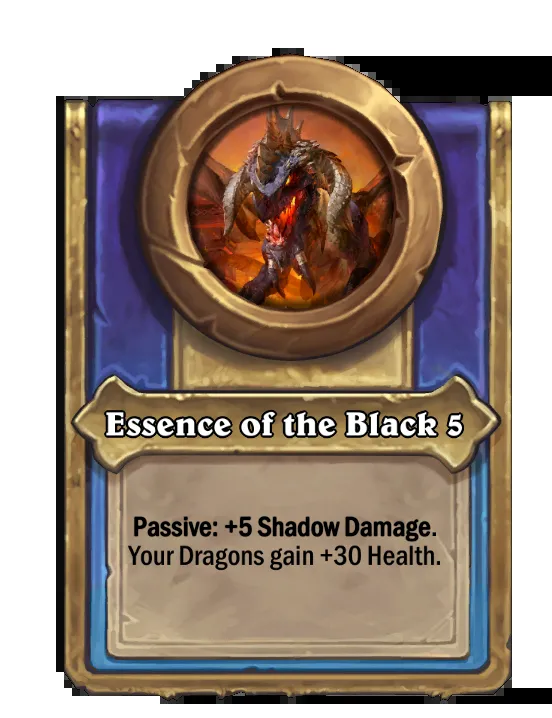 Essence of the Black 5
Passive: +5 Shadow Damage.
Your Dragons gain +30 Health.